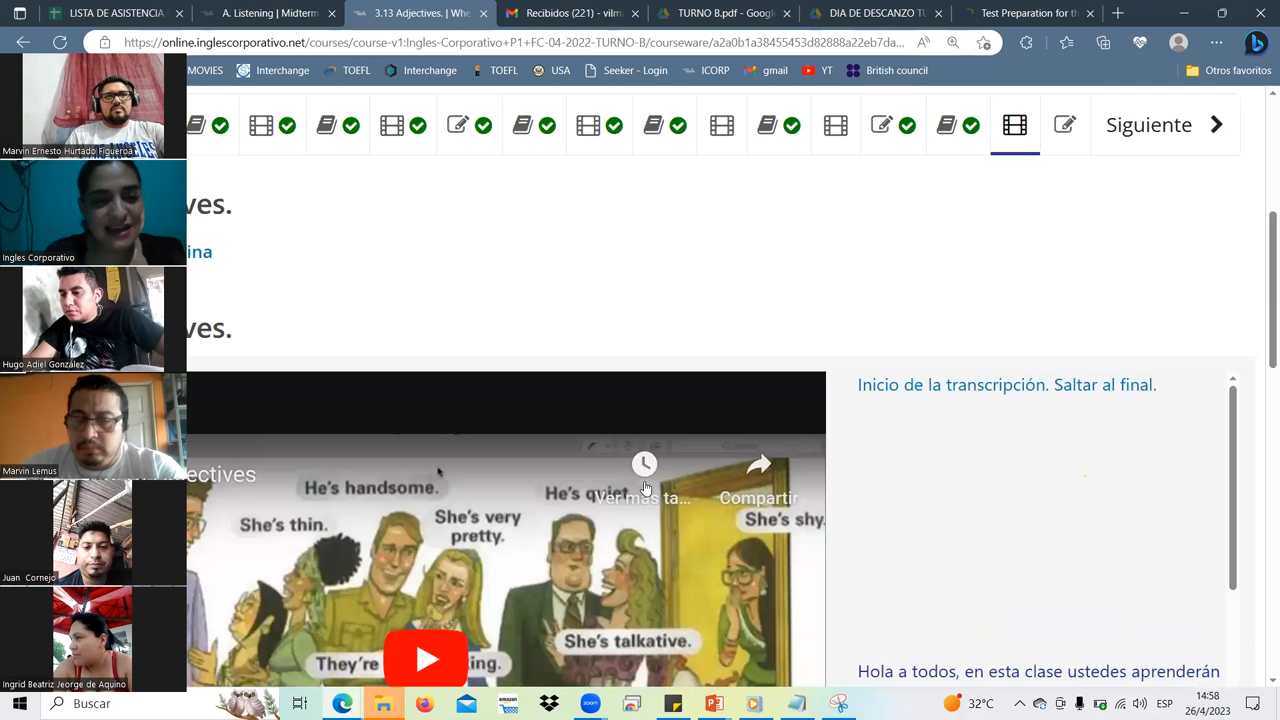 A. Listening | Midterm
3.13 Adjectives. | Whe
Recibidos (221) - vilm
TURNO B.pdf - Googl
DIA DE DESCANZO T
Test Preparation for th
https://online.inglescorporativo.net/courses/course-v1:Ingles-Corporativo+P1+FC-04-2022-TURNO-B/courseware/a2a0b1a38455453d82888a22eb7da...
MOVIES
Interchange
TOEFL
Interchange
TOEFL
USA
Seeker - Login
ICORP
gmail
YT
British council
Otros favoritos
Siguiente
Marvin Ernesto Hurtado Figueroa
Ingles Corporativo
Hugo Adiel González
Marvin Lemus
Juan Cornejo
Ingrid Beatriz Jeorge de Aquino
ves.
ina
ves.
Inicio de la transcripción. Saltar al final.
ectives
Ver más ta...
Compartir
He's handsome.
He's quiet.
She's thin.
She's very
pretty.
She's shy.
She's talkative.
They're
ing.
Hola a todos, en esta clase ustedes aprenderán
Buscar
32°C
ESP
14:58
26/4/2023